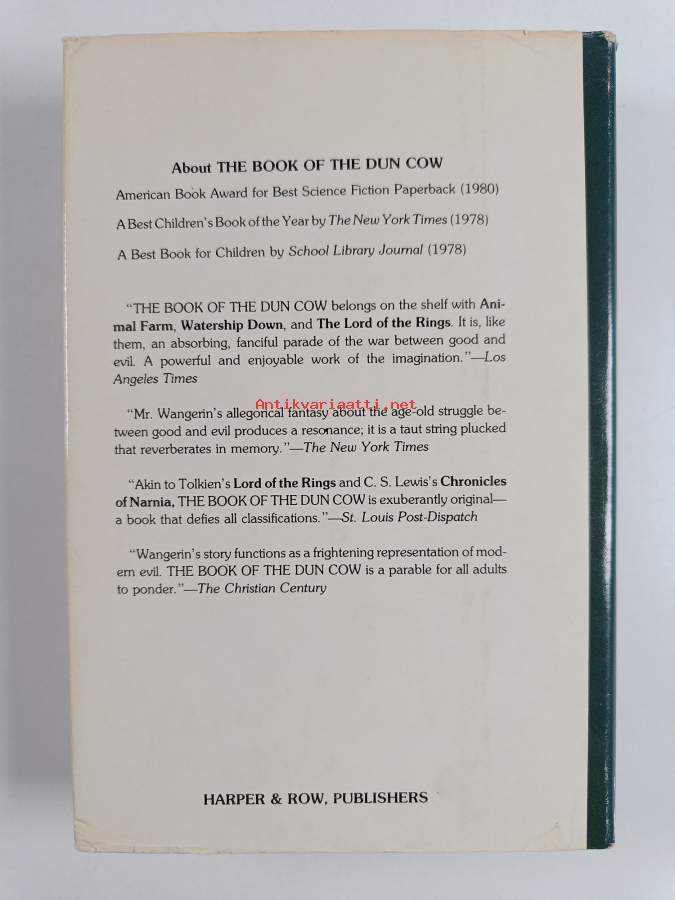 About THE BOOK OF THE DUN COW
American Book Award for Best Science Fiction Paperback (1980)
A Best Children's Book of the Year by The New York Times (1978)
A Best Book for Children by School Library Journal (1978)
“THE BOOK OF THE DUN COW belongs on the shelf with Ani-
mal Farm, Watership Down, and The Lord of the Rings. It is, like
them, an absorbing, fanciful parade of the war between good and
evil. A powerful and enjoyable work of the imagination.”—Los
Angeles Times
Antikvariaatti.net
“Mr. Wangerin's allegorical fantasy about the age-old struggle be-
tween good and evil produces a resonance; it is a taut string plucked
that reverberates in memory.”—The New York Times
“Akin to Tolkien's Lord of the Rings and C. S. Lewis's Chronicles
of Narnia, THE BOOK OF THE DUN COW is exuberantly original—
a book that defies all classifications.”—St. Louis Post-Dispatch
“Wangerin's story functions as a frightening representation of mod-
ern evil. THE BOOK OF THE DUN COW is a parable for all adults
to ponder.”—The Christian Century
HARPER & ROW, PUBLISHERS